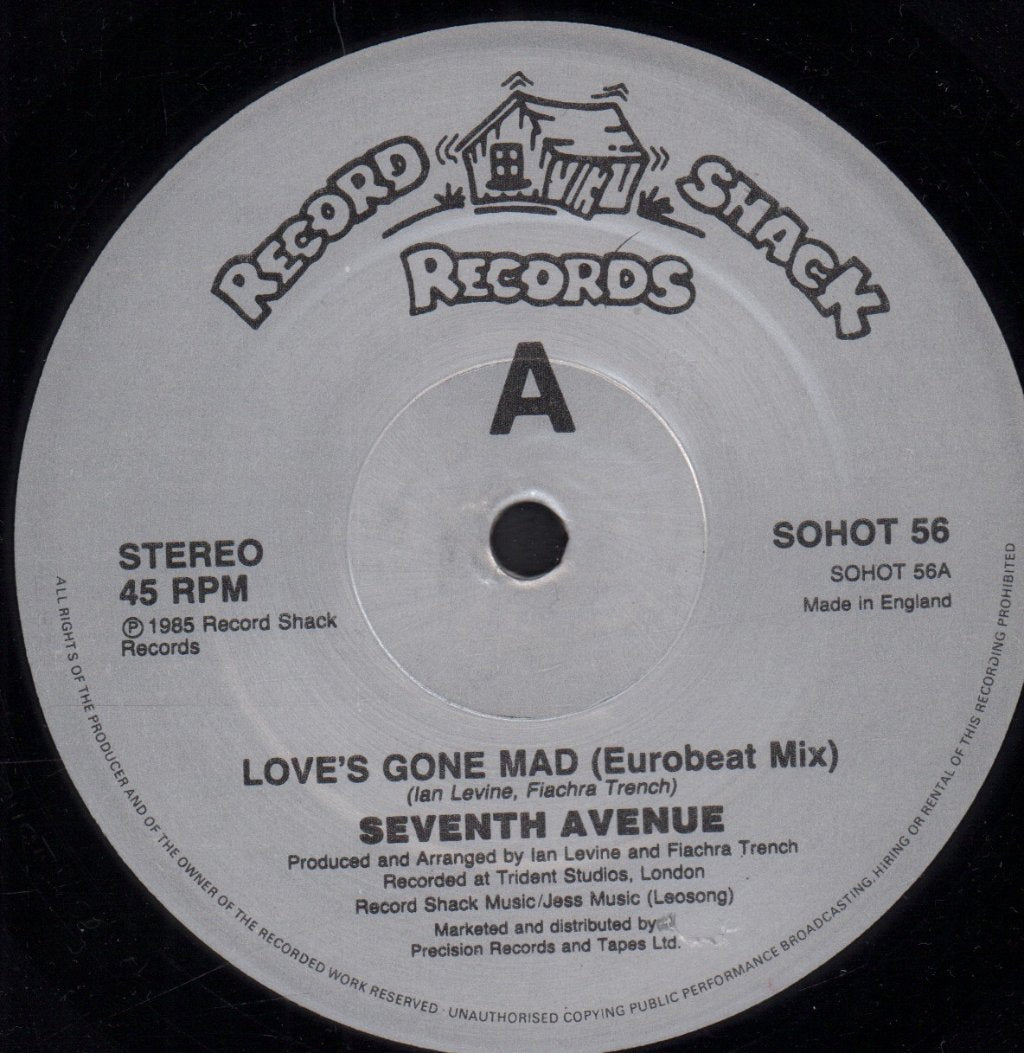 RECORD SHACK
RECORDS
A
STEREO
45 RPM
℗ 1985 Record Shack
Records
SOHOT 56
SOHOT 56A
Made in England
LOVE'S GONE MAD (Eurobeat Mix)
(Ian Levine, Fiachra Trench)
SEVENTH AVENUE
Produced and Arranged by Ian Levine and Fiachra Trench
Recorded at Trident Studios, London
Record Shack Music/Jess Music (Leosong)
Marketed and distributed by
Precision Records and Tapes Ltd.
ALL RIGHTS OF THE PRODUCER AND OF THE OWNER OF THE RECORDED WORK RESERVED · UNAUTHORISED COPYING PUBLIC PERFORMANCE BROADCASTING, HIRING OR RENTAL OF THIS RECORDING PROHIBITED